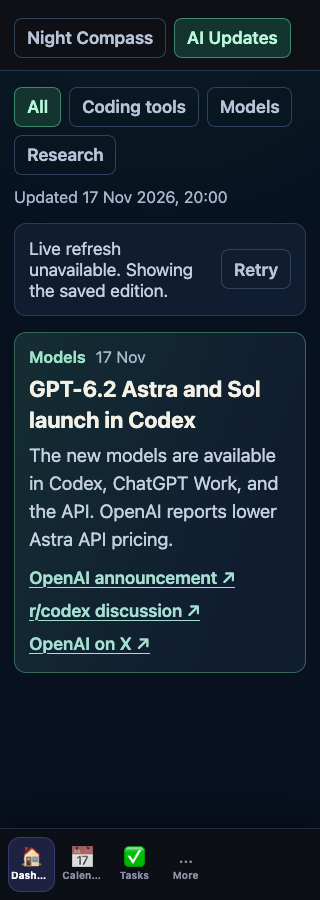 Night Compass
AI Updates
All
Coding tools
Models
Research
Updated 17 Nov 2026, 20:00
Live refresh
unavailable. Showing
the saved edition.
Retry
Models 17 Nov
GPT-6.2 Astra and Sol
launch in Codex
The new models are available
in Codex, ChatGPT Work, and
the API. OpenAI reports lower
Astra API pricing.
OpenAI announcement ↗
r/codex discussion ↗
OpenAI on X ↗
17
Dash...
Calen...
Tasks
...
More